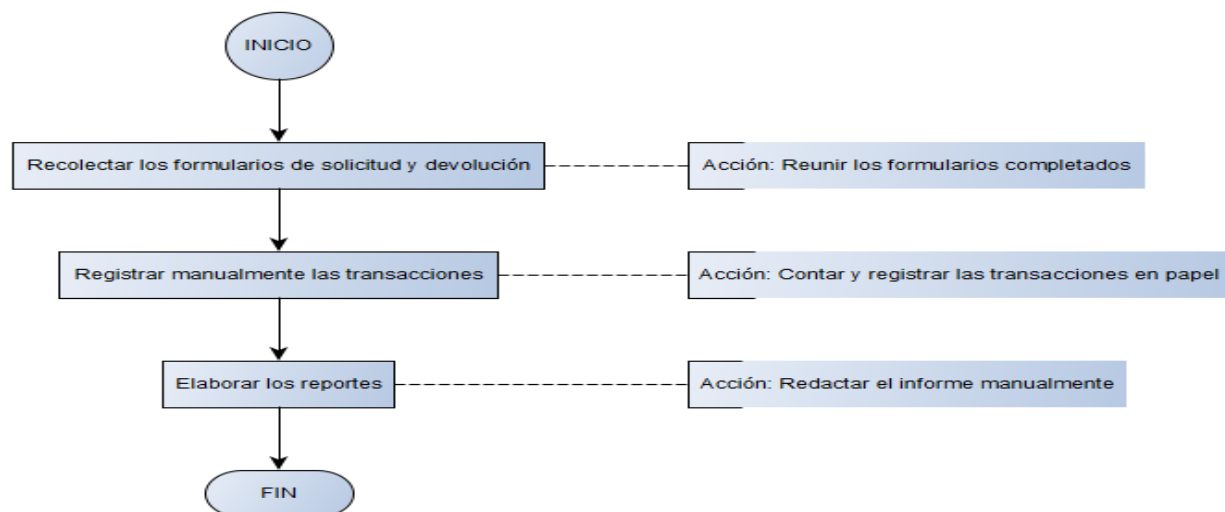 INICIO
Recolectar los formularios de solicitud y devolución
Acción: Reunir los formularios completados
Registrar manualmente las transacciones
Acción: Contar y registrar las transacciones en papel
Elaborar los reportes
Acción: Redactar el informe manualmente
FIN